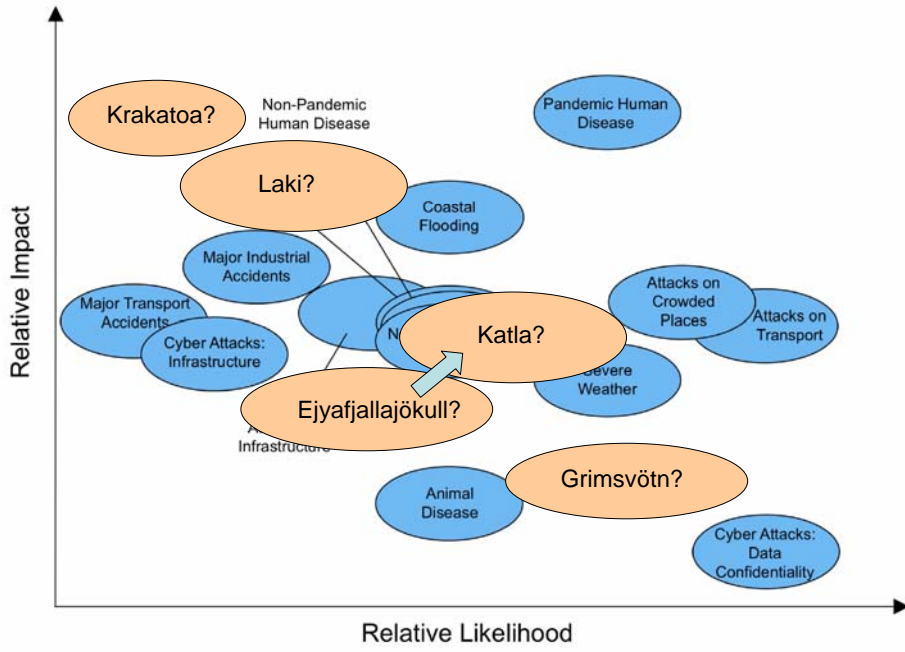 Krakatoa?
Non-Pandemic
Human Disease
Pandemic Human
Disease
Laki?
Coastal
Flooding
Major Industrial
Accidents
Major Transport
Accidents
Cyber Attacks:
Infrastructure
Katla?
Attacks on
Crowded
Places
Attacks on
Transport
Severe
Weather
Ejyafjallajökull?
Infrastructure
Animal
Disease
Grimsvötn?
Cyber Attacks:
Data
Confidentiality
Relative Impact
Relative Likelihood